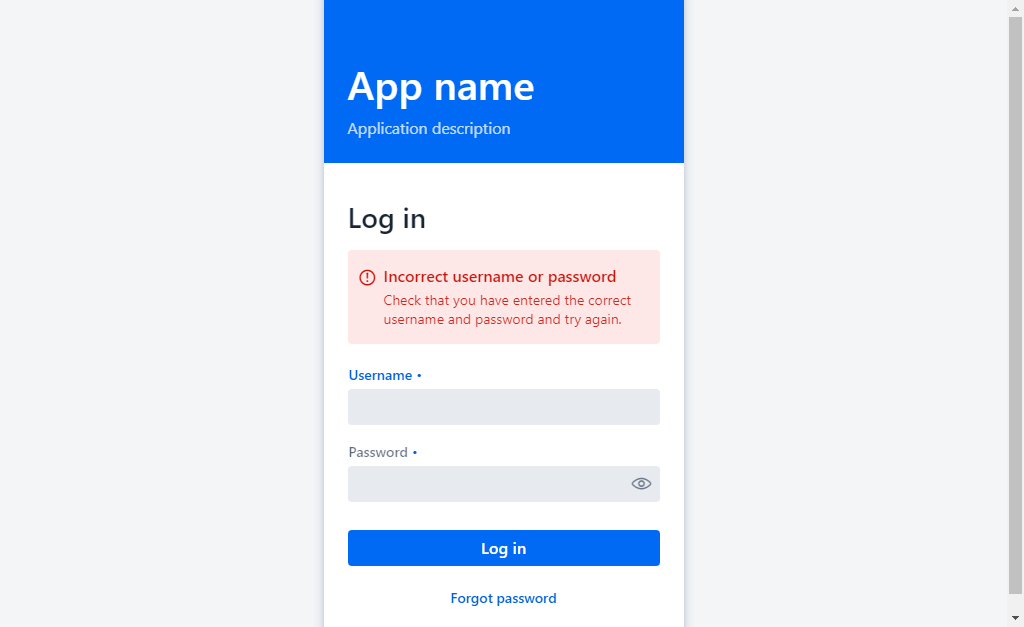 App name
Application description
Log in
Incorrect username or password
Check that you have entered the correct
username and password and try again.
Username •
Password •
Log in
Forgot password